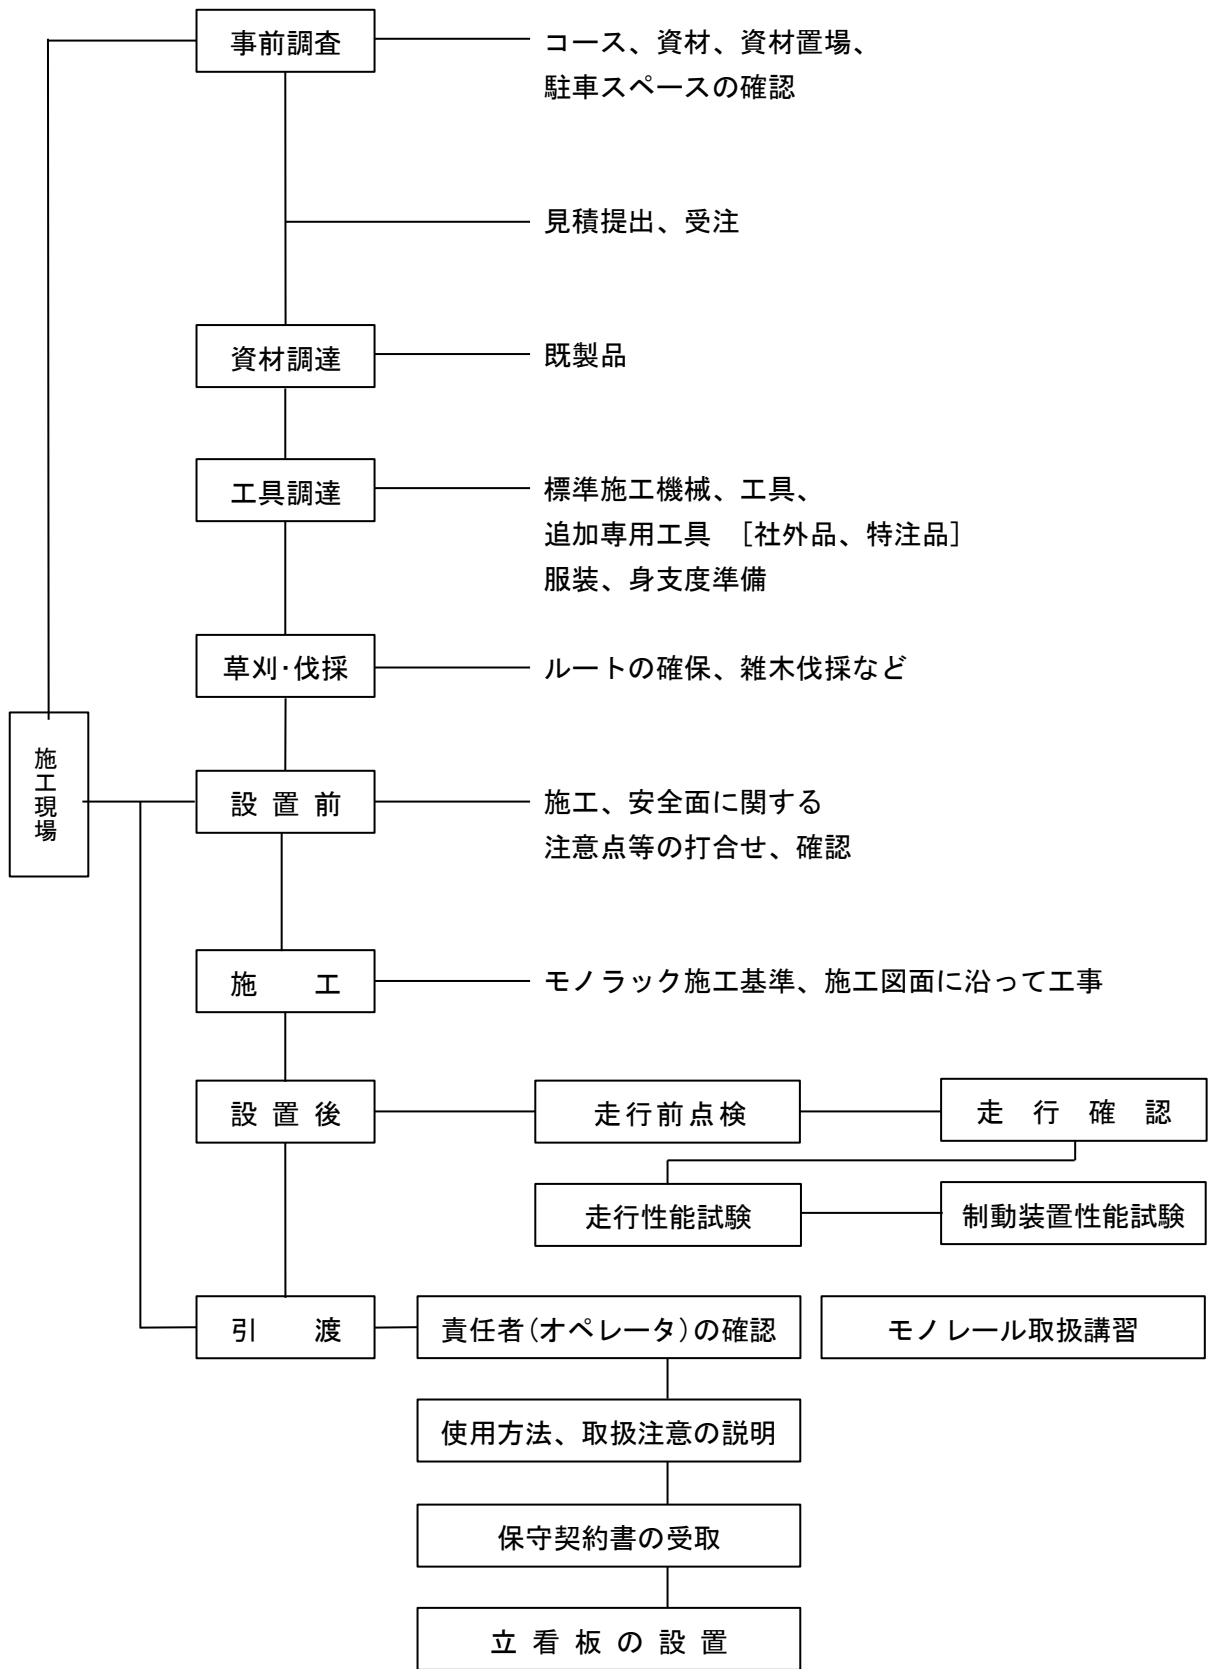 事前調査
コース、資材、資材置場、
駐車スペースの確認
見積提出、受注
資材調達
既製品
工具調達
標準施工機械、工具、
追加専用工具 [社外品、特注品]
服装、身支度準備
草刈・伐採
ルートの確保、雑木伐採など
施工現場
設置前
施工、安全面に関する
注意点等の打合せ、確認
施工
モノラック施工基準、施工図面に沿って工事
設置後
走行前点検
走行確認
走行性能試験
制動装置性能試験
引渡
責任者(オペレータ)の確認
モノレール取扱講習
使用方法、取扱注意の説明
保守契約書の受取
立看板の設置